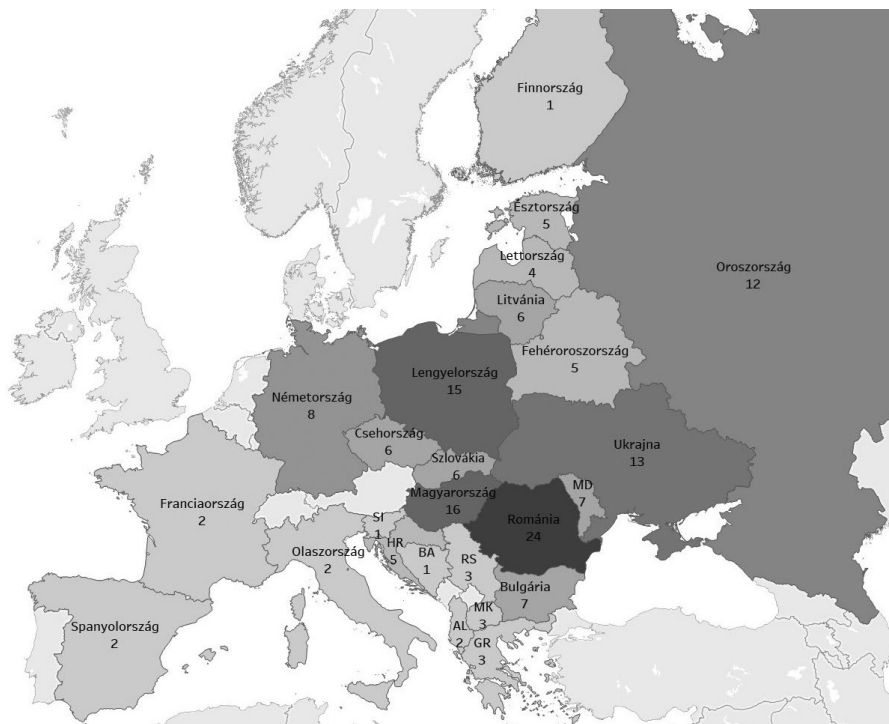 Finnország
1
Észtország
5
Lettország
4
Oroszország
12
Litvánia
6
Fehéroroszország
5
Lengyelország
15
Németország
8
Csehország
6
Ukrajna
13
Szlovákia
6
MD
7
Magyarország
16
Franciaország
2
Románia
24
SI
1
HR
5
Olaszország
2
BA
1
RS
3
Bulgária
7
MK
3
Spanyolország
2
AL
2
GR
3